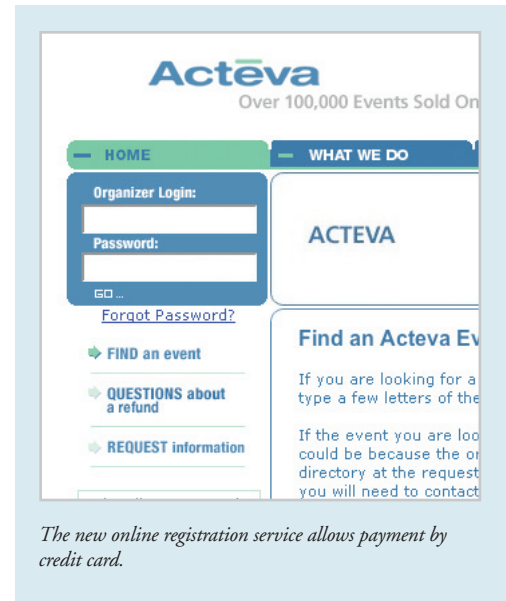 Actēva
Over 100,000 Events Sold On
HOME
WHAT WE DO
Organizer Login:
Password:
GO...
Forgot Password?
FIND an event
QUESTIONS about
a refund
REQUEST information
ACTEVA
Find an Acteva Ev
If you are looking for a
type a few letters of the
If the event you are loo
could be because the or
directory at the request
you will need to contact
The new online registration service allows payment by
credit card.